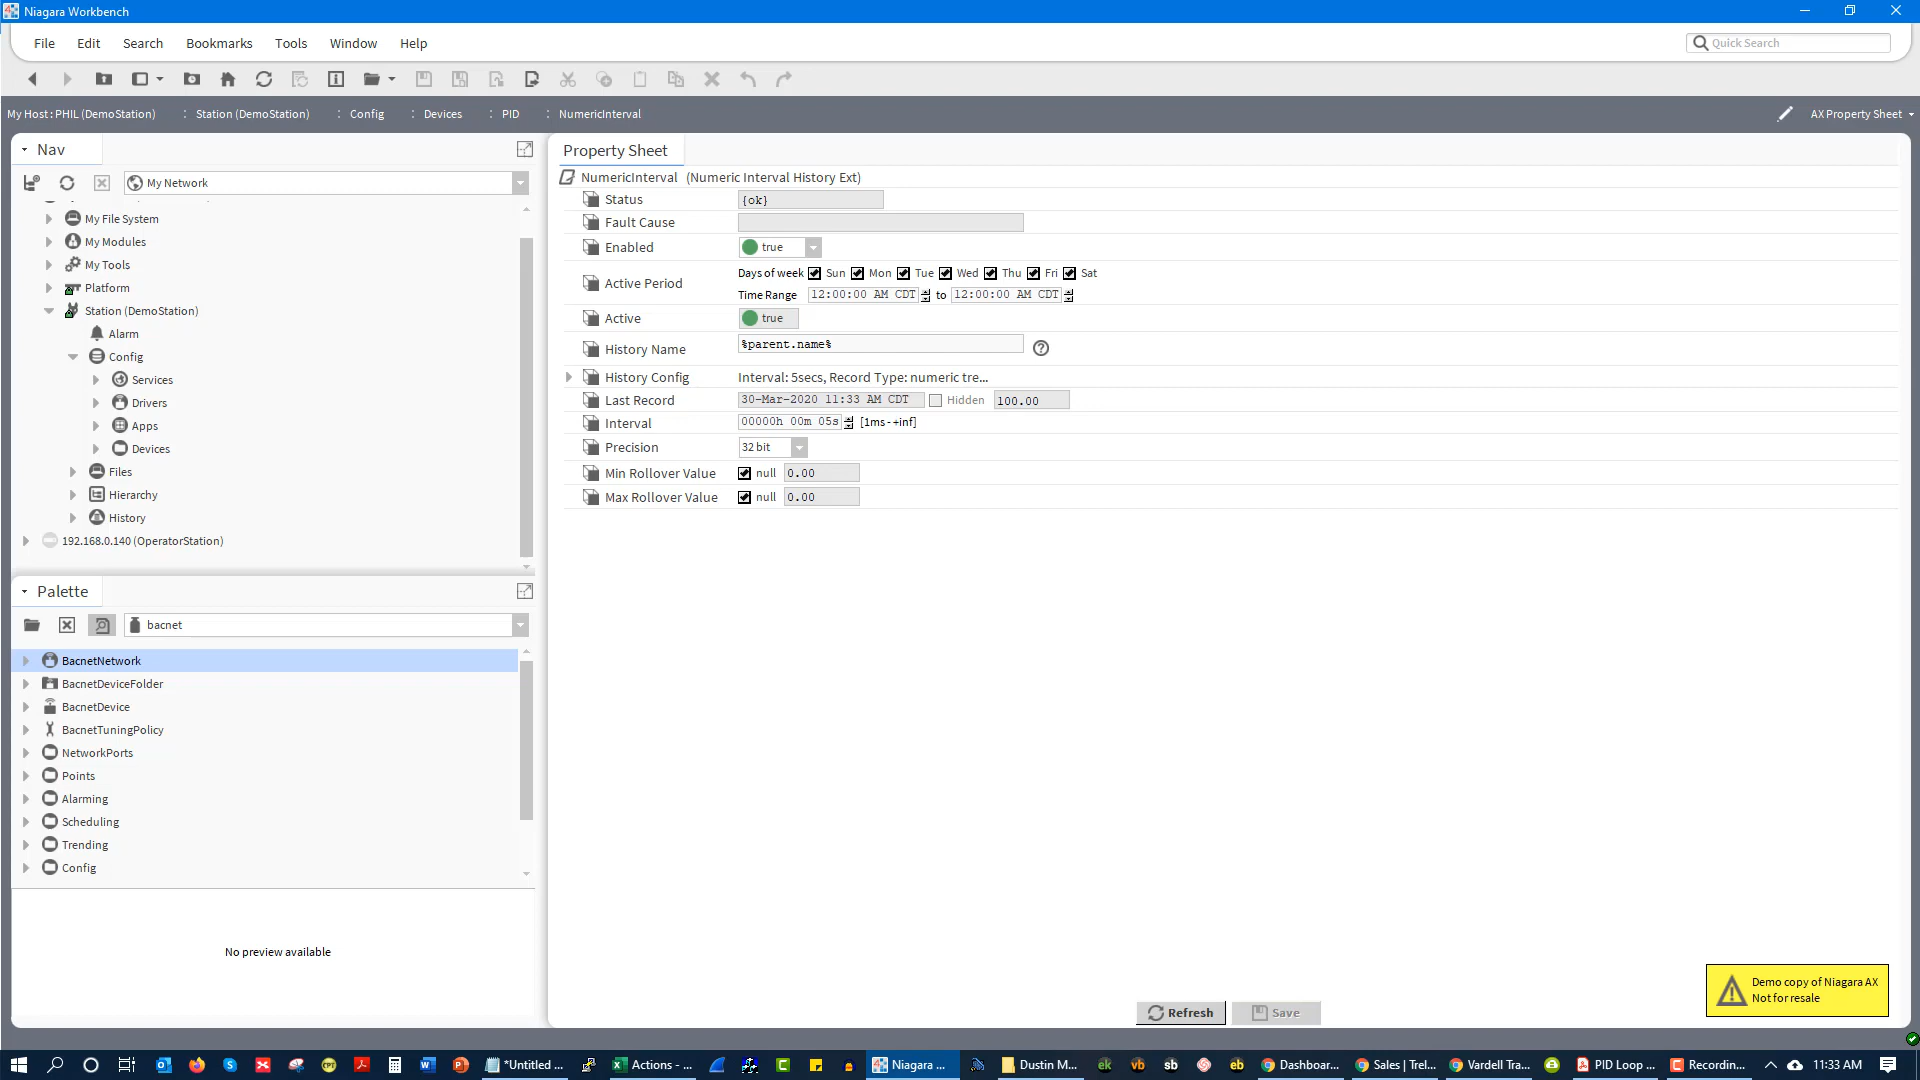 Niagara Workbench
File Edit Search Bookmarks Tools Window Help
Quick Search
My Host : PHIL (DemoStation) : Station (DemoStation) : Config : Devices : PID : NumericInterval
AX Property Sheet
Nav
My Network
My File System
My Modules
My Tools
Platform
Station (DemoStation)
Alarm
Config
Services
Drivers
Apps
Devices
Files
Hierarchy
History
192.168.0.140 (OperatorStation)
Palette
bacnet
BacnetNetwork
BacnetDeviceFolder
BacnetDevice
BacnetTuningPolicy
NetworkPorts
Points
Alarming
Scheduling
Trending
Config
No preview available
Property Sheet
NumericInterval (Numeric Interval History Ext)
Status {ok}
Fault Cause
Enabled true
Active Period
Days of week Sun Mon Tue Wed Thu Fri Sat
Time Range 12:00:00 AM CDT to 12:00:00 AM CDT
Active true
History Name %parent.name%
History Config Interval: 5secs, Record Type: numeric tre...
Last Record 30-Mar-2020 11:33 AM CDT Hidden 100.00
Interval 00000h 00m 05s [1ms-+inf]
Precision 32 bit
Min Rollover Value null 0.00
Max Rollover Value null 0.00
Demo copy of Niagara AX
Not for resale
Refresh Save
*Untitled ... Actions - ... Niagara ... Dustin M... ek vb sb eb Dashboar... Sales | Trel... Vardell Tra... PID Loop ... Recordin... 11:33 AM